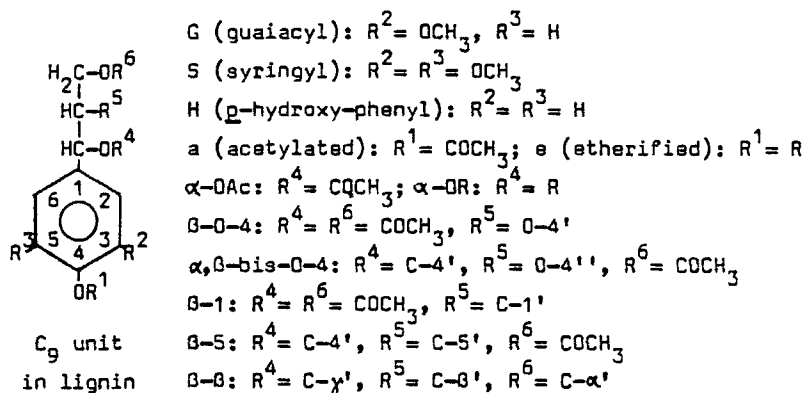 G (guaiacyl): R² = OCH₃, R³ = H
S (syringyl): R² = R³ = OCH₃
H (p-hydroxy-phenyl): R² = R³ = H
a (acetylated): R¹ = COCH₃; e (etherified): R¹ = R
α-OAc: R⁴ = COCH₃; α-OR: R⁴ = R
β-O-4: R⁴ = R⁶ = COCH₃, R⁵ = O-4'
α,β-bis-O-4: R⁴ = C-4', R⁵ = O-4'', R⁶ = COCH₃
β-1: R⁴ = R⁶ = COCH₃, R⁵ = C-1'
β-5: R⁴ = C-4', R⁵ = C-5', R⁶ = COCH₃
β-β: R⁴ = C-γ', R⁵ = C-β', R⁶ = C-α'
H₂C-OR⁶
HC-R⁵
HC-OR⁴
1
6 2
5 3
R³ 4 R²
OR¹
C₉ unit
in lignin